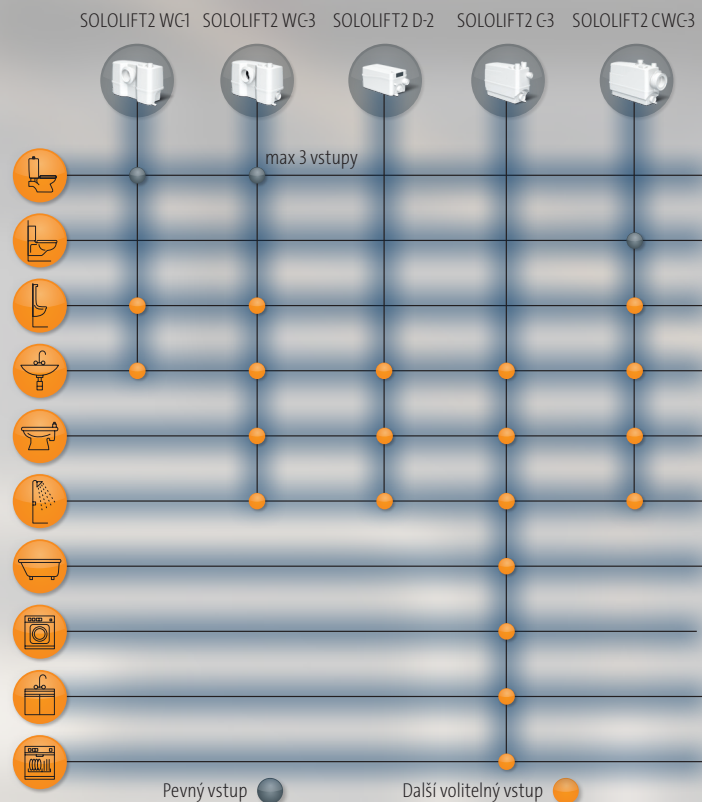 SOLOLIFT2 WC-1 SOLOLIFT2 WC-3 SOLOLIFT2 D-2 SOLOLIFT2 C-3 SOLOLIFT2 CWC-3
max 3 vstupy
Pevný vstup Další volitelný vstup